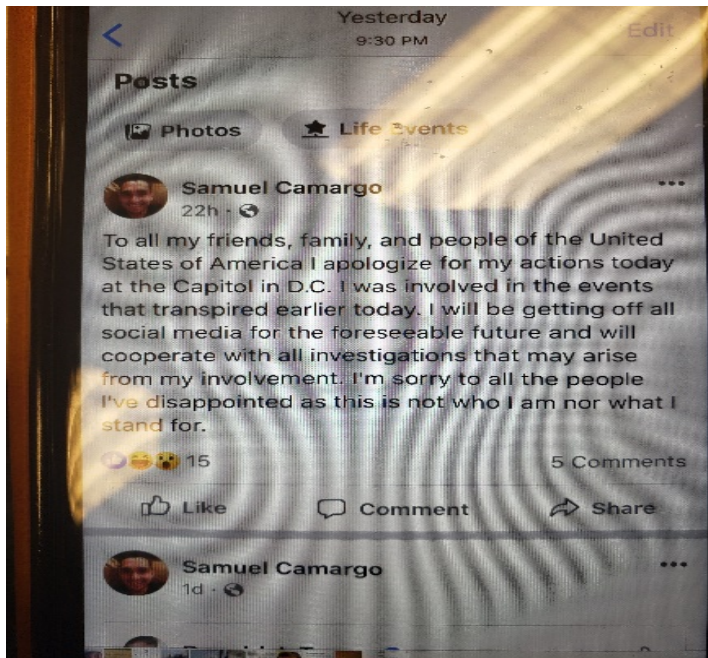 Yesterday
9:30 PM
Edit
Posts
Photos
Life Events
Samuel Camargo
22h ·
To all my friends, family, and people of the United
States of America I apologize for my actions today
at the Capitol in D.C. I was involved in the events
that transpired earlier today. I will be getting off all
social media for the foreseeable future and will
cooperate with all investigations that may arise
from my involvement. I'm sorry to all the people
I've disappointed as this is not who I am nor what I
stand for.
15
5 Comments
Like
Comment
Share
Samuel Camargo
1d ·